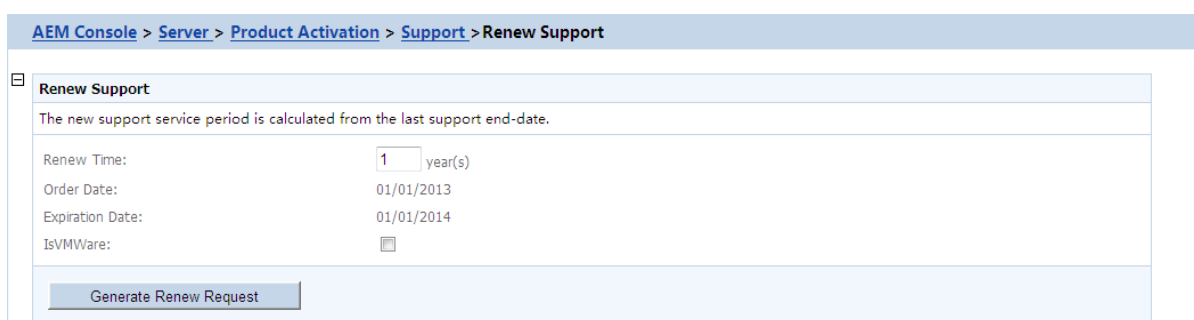 AEM Console > Server > Product Activation > Support >Renew Support
Renew Support
The new support service period is calculated from the last support end-date.
Renew Time: 1 year(s)
Order Date: 01/01/2013
Expiration Date: 01/01/2014
IsVMWare:
Generate Renew Request